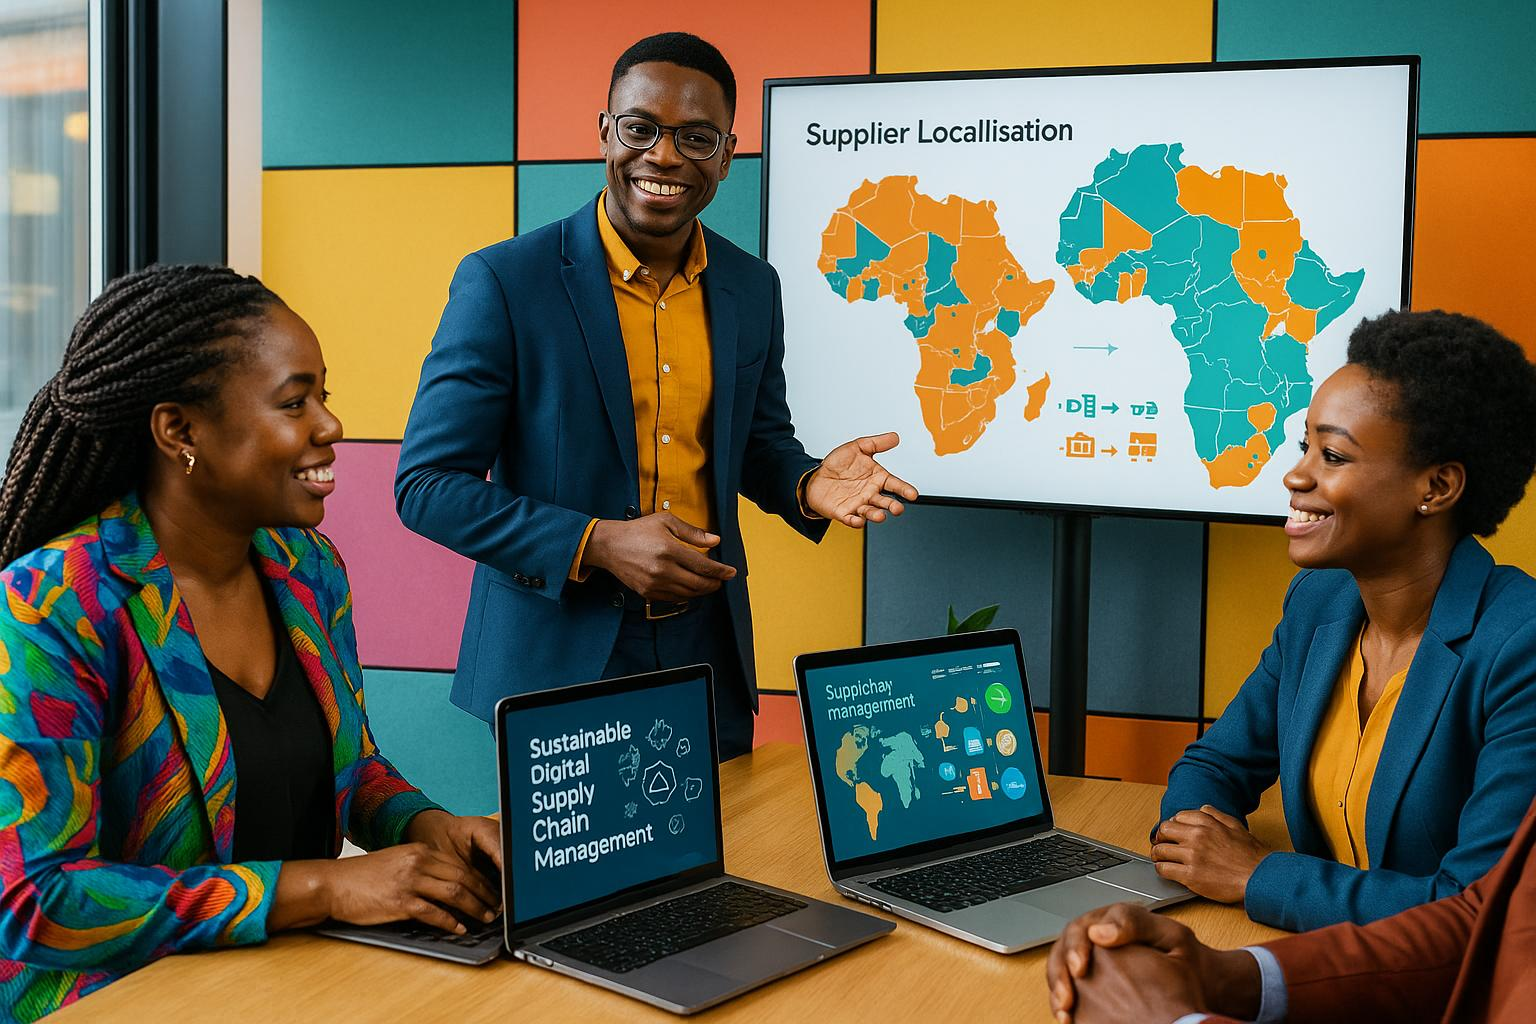 Supplier Locallisation
Sustainable
Digital
Supply
Chain
Management
Suppichay
management